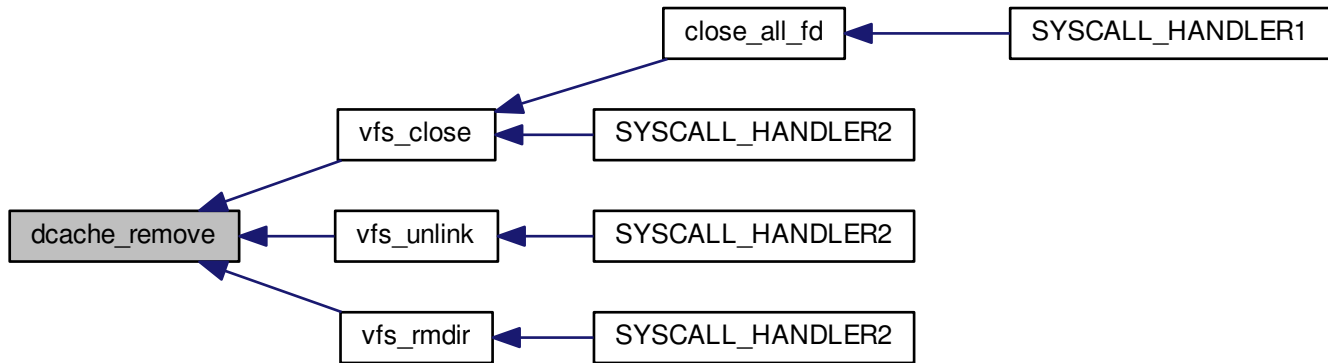 close_all_fd
SYSCALL_HANDLER1
vfs_close
SYSCALL_HANDLER2
dcache_remove
vfs_unlink
SYSCALL_HANDLER2
vfs_rmdir
SYSCALL_HANDLER2